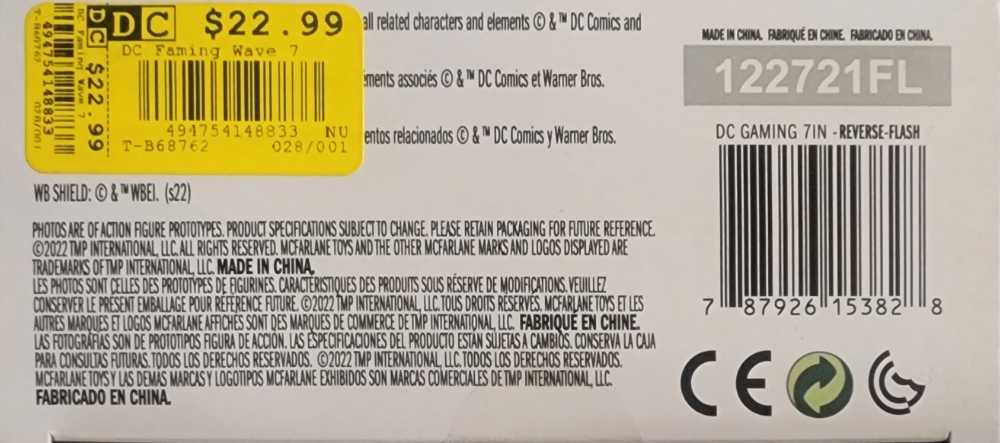 DC $22.99
DC Faming Wave 7
494754148833 NU
T-B68762 028/001
DC $22.99
DC Faming Wave 7
494754148833
T-B68762 028/001
all related characters and elements © & ™ DC Comics and
ments associés © & ™ DC Comics et Warner Bros.
entos relacionados © & ™ DC Comics y Warner Bros.
WB SHIELD: © & ™ WBEI. (s22)
PHOTOS ARE OF ACTION FIGURE PROTOTYPES. PRODUCT SPECIFICATIONS SUBJECT TO CHANGE. PLEASE RETAIN PACKAGING FOR FUTURE REFERENCE.
©2022 TMP INTERNATIONAL, LLC. ALL RIGHTS RESERVED. MCFARLANE TOYS AND THE OTHER MCFARLANE MARKS AND LOGOS DISPLAYED ARE
TRADEMARKS OF TMP INTERNATIONAL, LLC. MADE IN CHINA.
LES PHOTOS SONT CELLES DES PROTOTYPES DE FIGURINES. CARACTÉRISTIQUES DES PRODUITS SOUS RÉSERVE DE MODIFICATIONS. VEUILLEZ
CONSERVER LE PRÉSENT EMBALLAGE POUR RÉFÉRENCE FUTURE. ©2022 TMP INTERNATIONAL, LLC. TOUS DROITS RÉSERVÉS. MCFARLANE TOYS ET LES
AUTRES MARQUES ET LOGOS MCFARLANE AFFICHÉS SONT DES MARQUES DE COMMERCE DE TMP INTERNATIONAL, LLC. FABRIQUÉ EN CHINE.
LAS FOTOGRAFÍAS SON DE PROTOTIPOS FIGURA DE ACCIÓN. LAS ESPECIFICACIONES DEL PRODUCTO ESTÁN SUJETAS A CAMBIOS. CONSERVA LA CAJA
PARA CONSULTAS FUTURAS. TODOS LOS DERECHOS RESERVADOS. ©2022 TMP INTERNATIONAL, LLC. TODOS LOS DERECHOS RESERVADOS.
MCFARLANE TOYS Y LAS DEMÁS MARCAS Y LOGOTIPOS MCFARLANE EXHIBIDOS SON MARCAS COMERCIALES DE TMP INTERNATIONAL, LLC.
FABRICADO EN CHINA.
MADE IN CHINA. FABRIQUÉ EN CHINE. FABRICADO EN CHINA.
122721FL
DC GAMING 7IN - REVERSE-FLASH
7 87926 15382 8
CE